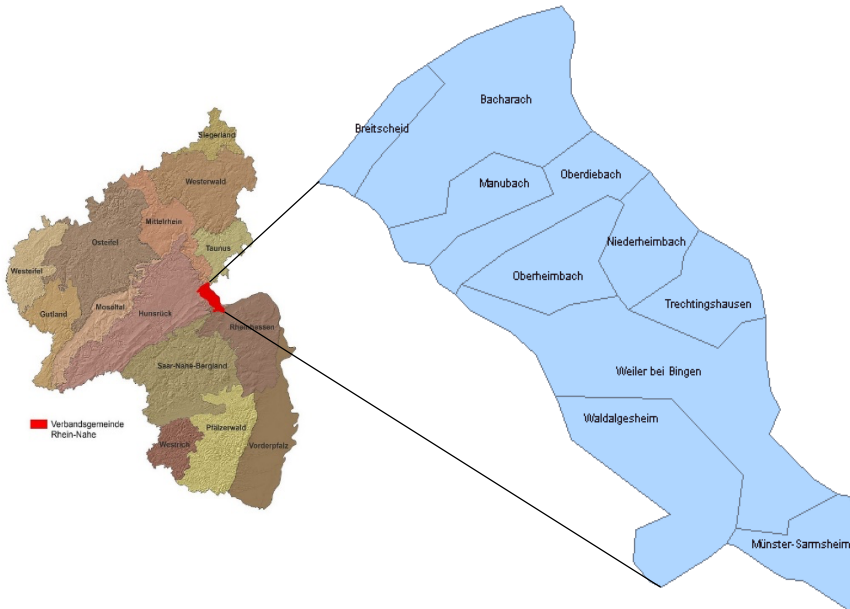 Siegerland
Westerwald
Mittelrhein
Taunus
Osteifel
Westeifel
Gutland
Moseltal
Hunsrück
Rheinhessen
Saar-Nahe-Bergland
Pfälzerwald
Westrick
Vorderpfalz
Verbandsgemeinde
Rhein-Nahe
Bacharach
Breitscheid
Oberdiebach
Manubach
Niederheimbach
Oberheimbach
Trechtingshausen
Weiler bei Bingen
Waldalgesheim
Münster-Sarmsheim